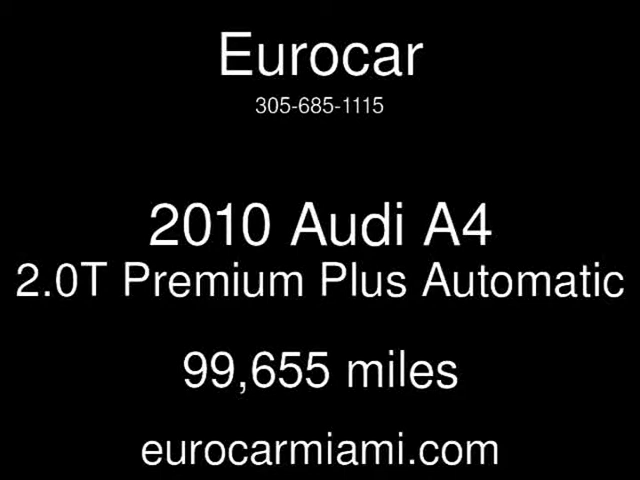 Eurocar
305-685-1115
2010 Audi A4
2.0T Premium Plus Automatic
99,655 miles
eurocarmiami.com